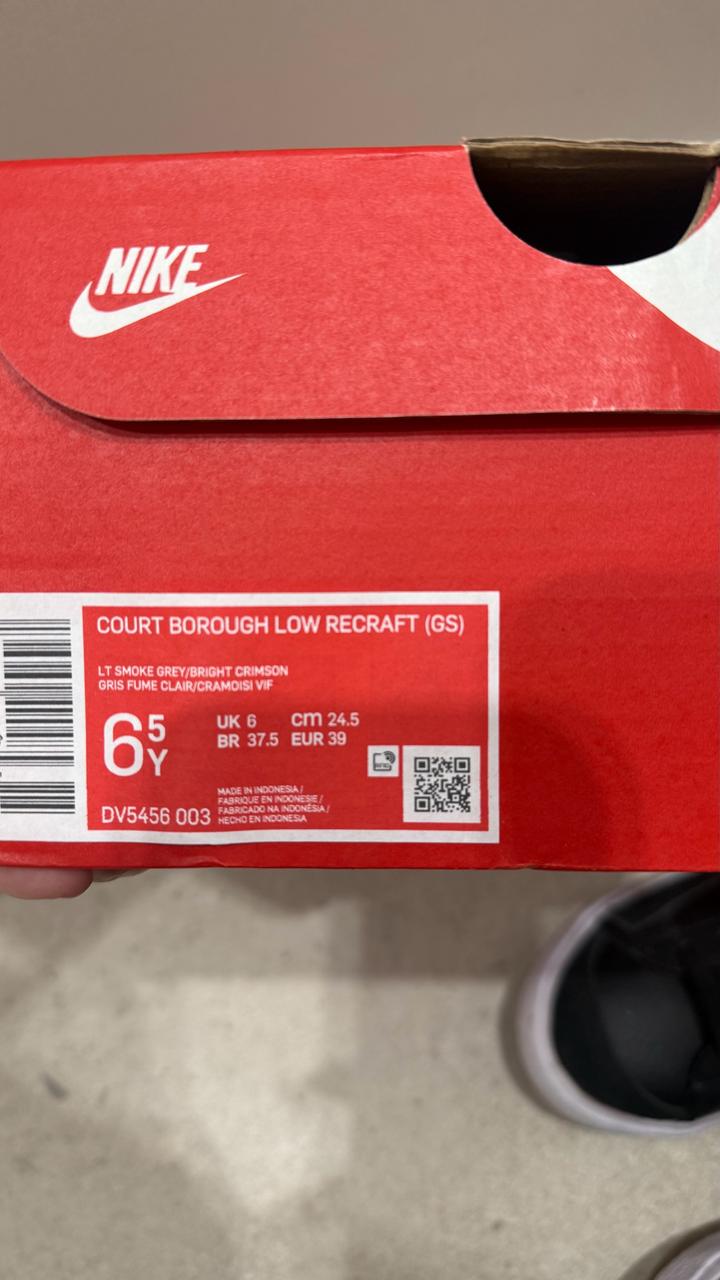 NIKE
COURT BOROUGH LOW RECRAFT (GS)
LT SMOKE GREY/BRIGHT CRIMSON
GRIS FUME CLAIR/CRAMOISI VIF
6 5 Y
UK 6 cm 24.5
BR 37.5 EUR 39
MADE IN INDONESIA /
FABRIQUE EN INDONESIE /
FABRICADO NA INDONÉSIA /
HECHO EN INDONESIA
DV5456 003